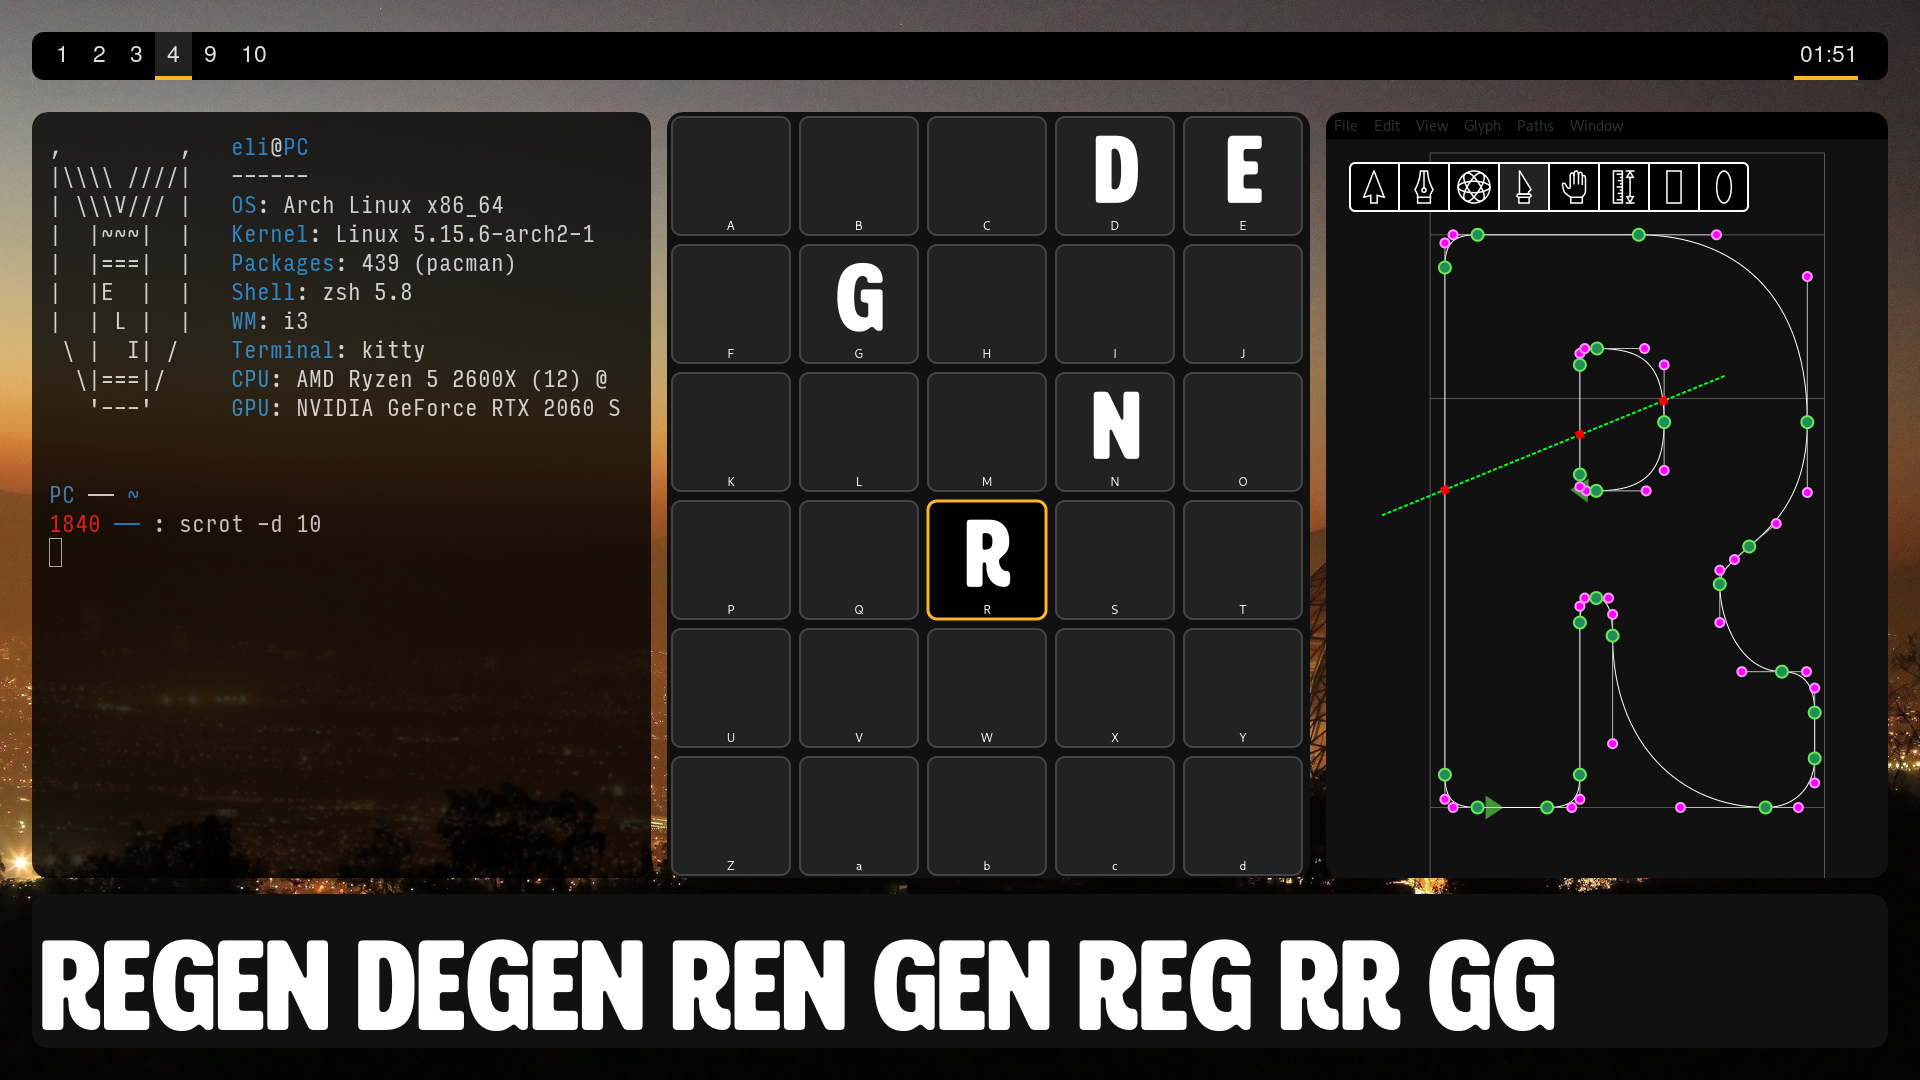 1 2 3 4 9 10
01:51
,          ,
|\\\\ ////|
| \\\V/// |
|  |~~~|  |
|  |===|  |
|  |E  |  |
|  | L |  |
 \ |  I| /
  \|===|/
   '---'
eli@PC
------
OS: Arch Linux x86_64
Kernel: Linux 5.15.6-arch2-1
Packages: 439 (pacman)
Shell: zsh 5.8
WM: i3
Terminal: kitty
CPU: AMD Ryzen 5 2600X (12) @
GPU: NVIDIA GeForce RTX 2060 S
PC — ~
1840 — : scrot -d 10
D E
A B C D E
G
F G H I J
N
K L M N O
R
P Q R S T
U V W X Y
Z a b c d
File Edit View Glyph Paths Window
REGEN DEGEN REN GEN REG RR GG